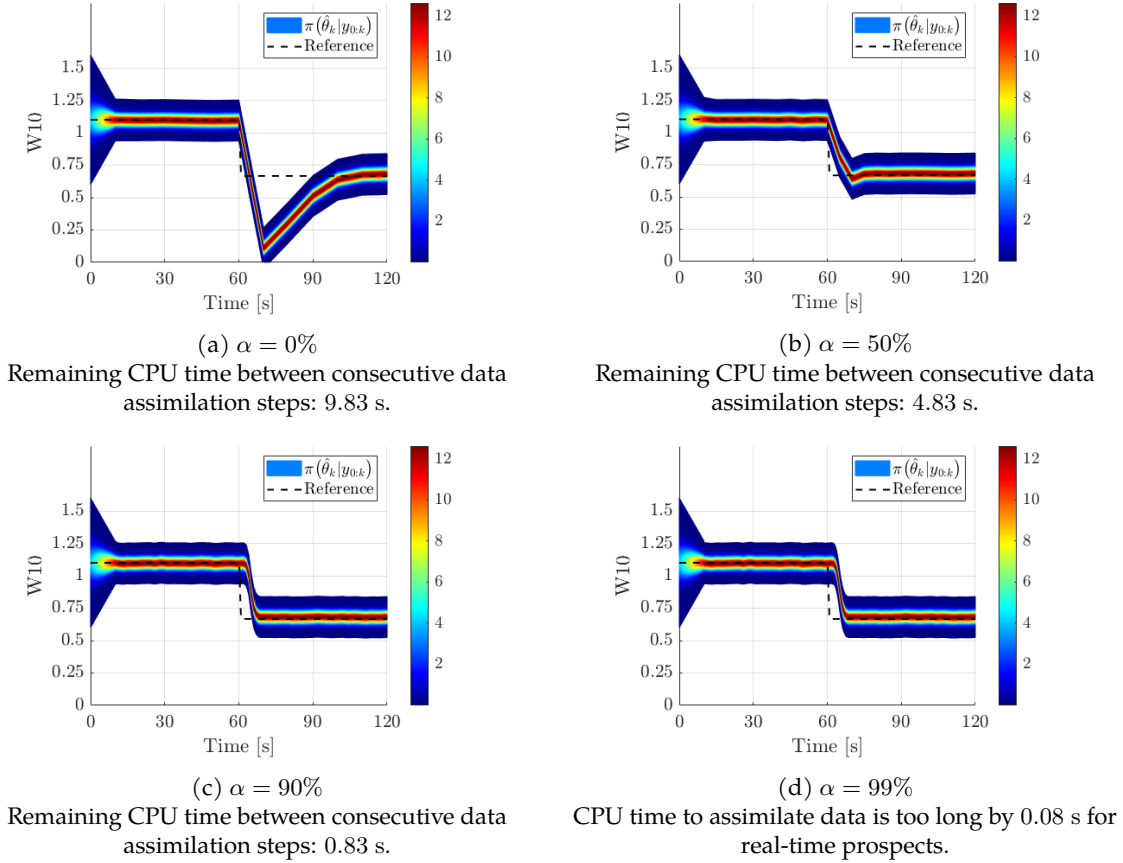 π(θ̂ₖ|y₀:ₖ)
Reference
W10
1.5
1.25
1
0.75
0.5
0.25
0
0 30 60 90 120
Time [s]
12
10
8
6
4
2
(a) α = 0%
Remaining CPU time between consecutive data
assimilation steps: 9.83 s.
π(θ̂ₖ|y₀:ₖ)
Reference
W10
1.5
1.25
1
0.75
0.5
0.25
0
0 30 60 90 120
Time [s]
12
10
8
6
4
2
(b) α = 50%
Remaining CPU time between consecutive data
assimilation steps: 4.83 s.
π(θ̂ₖ|y₀:ₖ)
Reference
W10
1.5
1.25
1
0.75
0.5
0.25
0
0 30 60 90 120
Time [s]
12
10
8
6
4
2
(c) α = 90%
Remaining CPU time between consecutive data
assimilation steps: 0.83 s.
π(θ̂ₖ|y₀:ₖ)
Reference
W10
1.5
1.25
1
0.75
0.5
0.25
0
0 30 60 90 120
Time [s]
12
10
8
6
4
2
(d) α = 99%
CPU time to assimilate data is too long by 0.08 s for
real-time prospects.